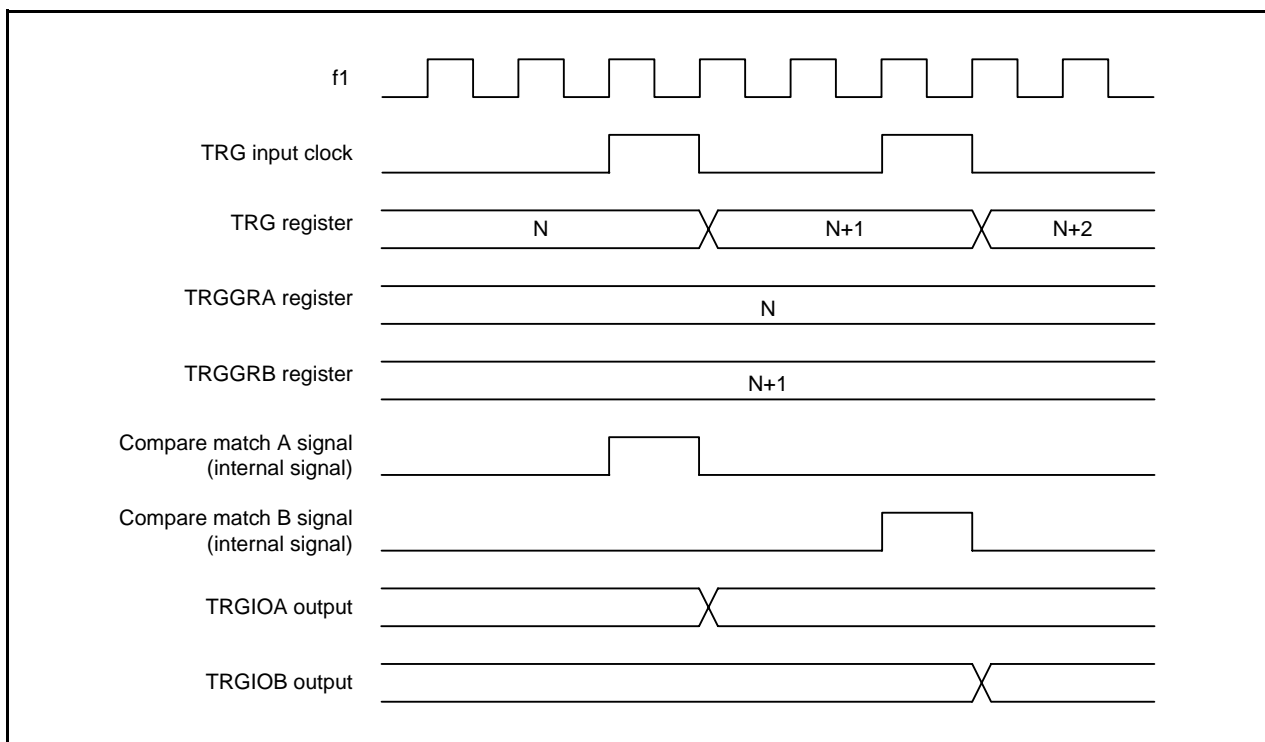 f1
TRG input clock
TRG register
N
N+1
N+2
TRGGRA register
N
TRGGRB register
N+1
Compare match A signal
(internal signal)
Compare match B signal
(internal signal)
TRGIOA output
TRGIOB output